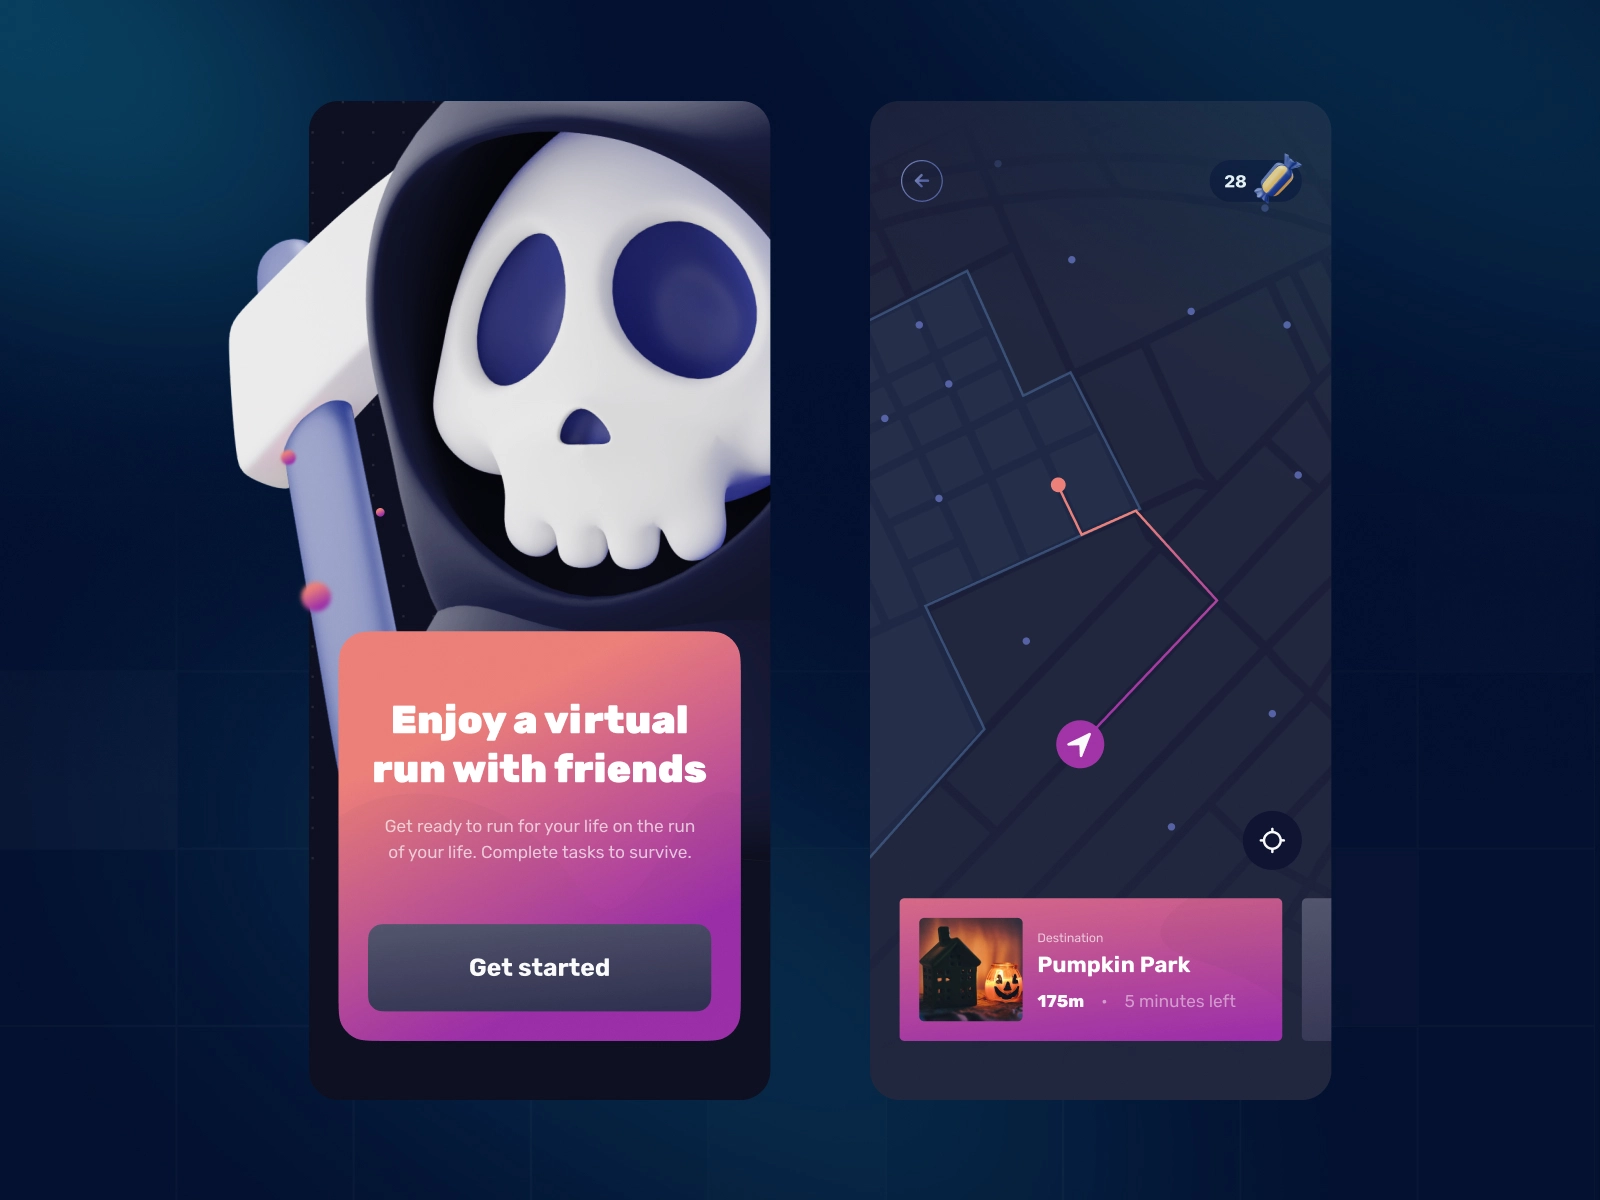 Enjoy a virtual
run with friends
Get ready to run for your life on the run
of your life. Complete tasks to survive.
Get started
28
Destination
Pumpkin Park
175m • 5 minutes left